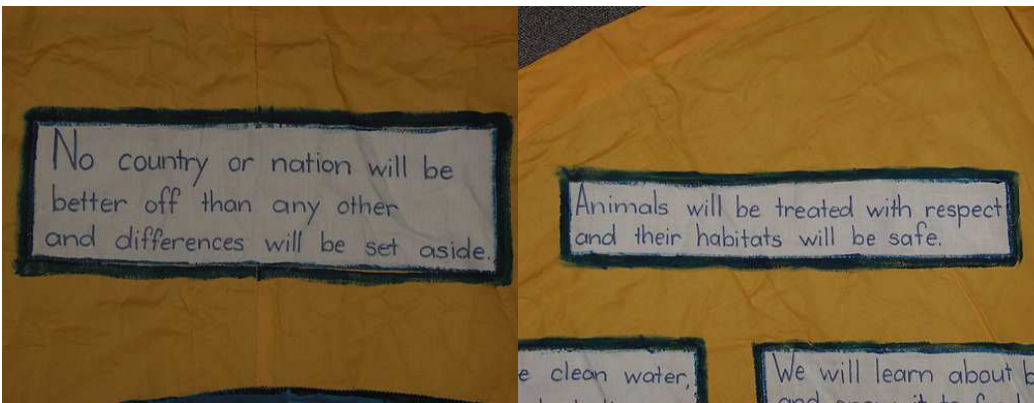 No country or nation will be
better off than any other
and differences will be set aside.
Animals will be treated with respect
and their habitats will be safe.
clean water,
We will learn about